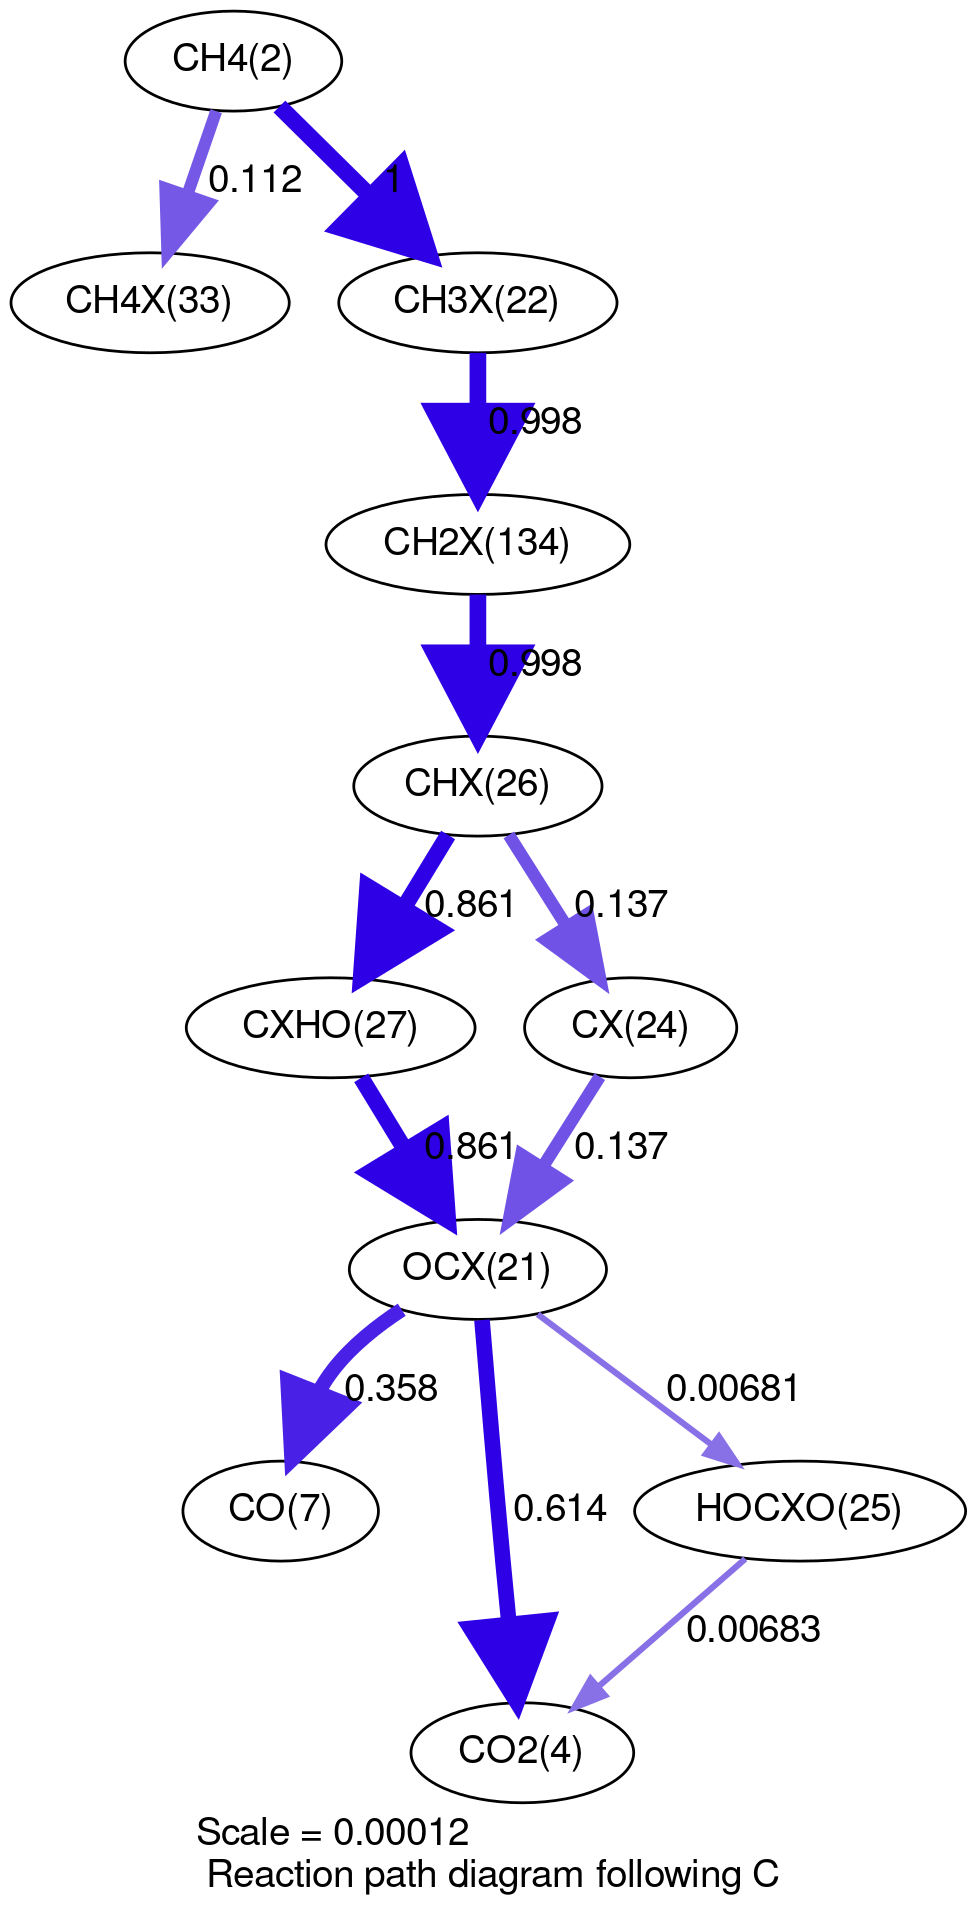 CH4(2)
0.112
1
CH4X(33)
CH3X(22)
0.998
CH2X(134)
0.998
CHX(26)
0.861
0.137
CXHO(27)
CX(24)
0.861
0.137
OCX(21)
0.358
0.00681
CO(7)
0.614
HOCXO(25)
0.00683
CO2(4)
Scale = 0.00012
Reaction path diagram following C